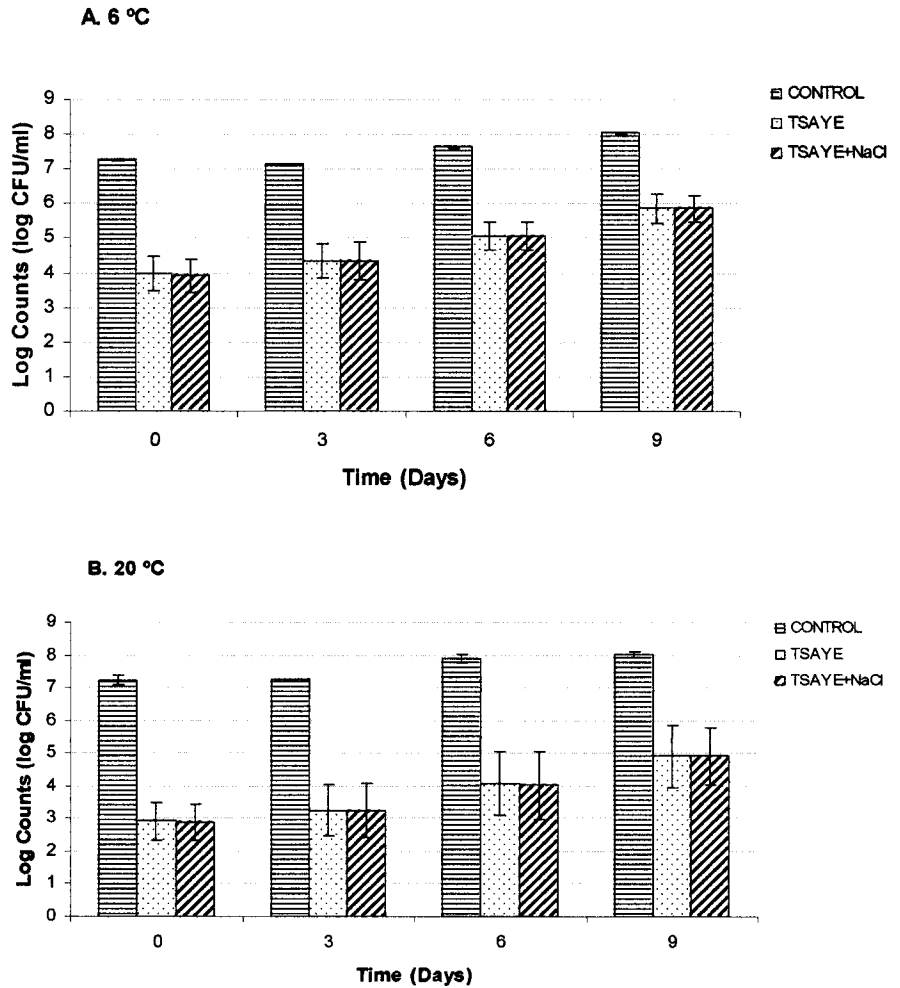 A. 6 ºC
9
8
7
6
5
4
3
2
1
0
Log Counts (log CFU/ml)
0 3 6 9
Time (Days)
CONTROL
TSAYE
TSAYE+NaCl
B. 20 ºC
9
8
7
6
5
4
3
2
1
0
Log Counts (log CFU/ml)
0 3 6 9
Time (Days)
CONTROL
TSAYE
TSAYE+NaCl